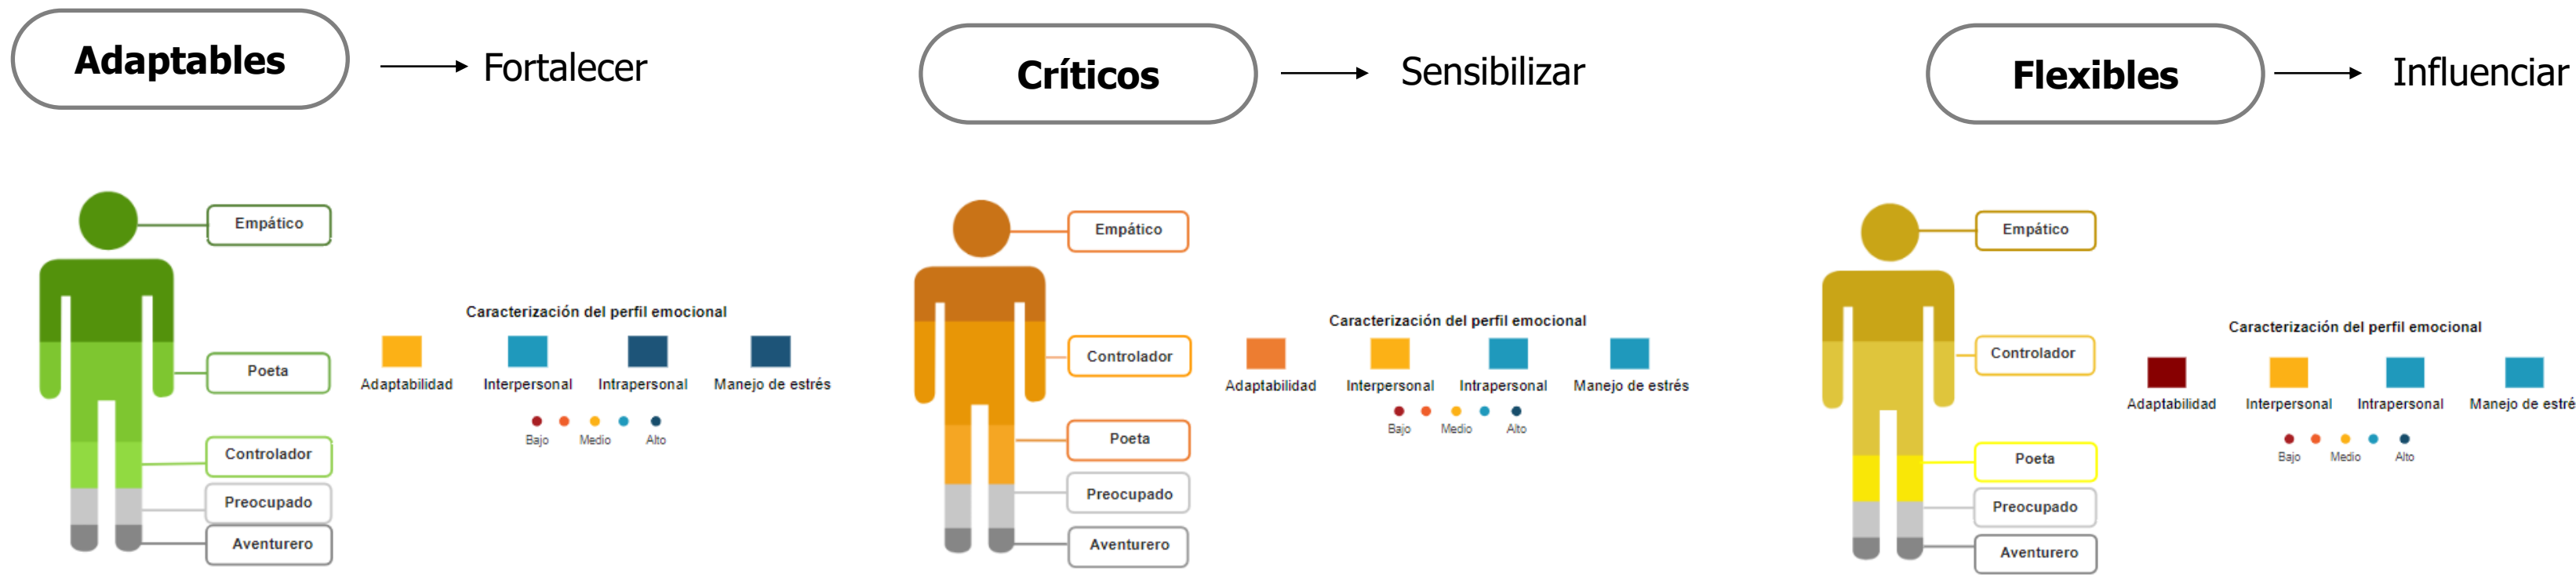 Adaptables
Fortalecer
Empático
Poeta
Controlador
Preocupado
Aventurero
Caracterización del perfil emocional
Adaptabilidad
Interpersonal
Intrapersonal
Manejo de estrés
Bajo
Medio
Alto
Críticos
Sensibilizar
Empático
Controlador
Poeta
Preocupado
Aventurero
Caracterización del perfil emocional
Adaptabilidad
Interpersonal
Intrapersonal
Manejo de estrés
Bajo
Medio
Alto
Flexibles
Influenciar
Empático
Controlador
Poeta
Preocupado
Aventurero
Caracterización del perfil emocional
Adaptabilidad
Interpersonal
Intrapersonal
Manejo de estré
Bajo
Medio
Alto